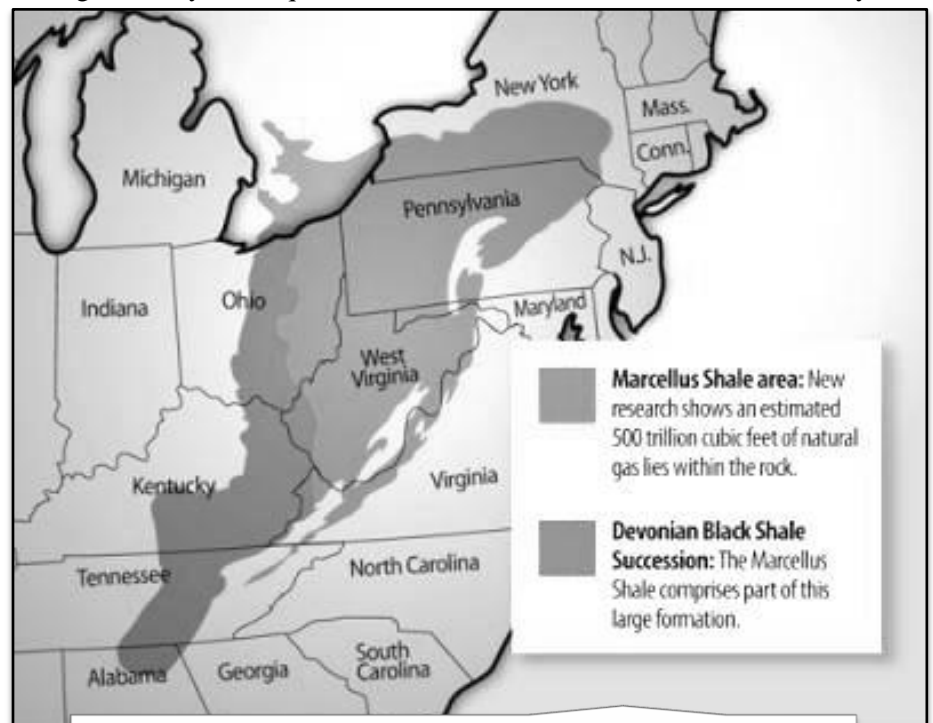 New York
Mass.
Conn.
Michigan
Pennsylvania
N.J.
Indiana
Ohio
Maryland
West
Virginia
Marcellus Shale area: New
research shows an estimated
500 trillion cubic feet of natural
gas lies within the rock.
Kentucky
Virginia
Devonian Black Shale
Succession: The Marcellus
Shale comprises part of this
large formation.
Tennessee
North Carolina
Alabama
Georgia
South
Carolina